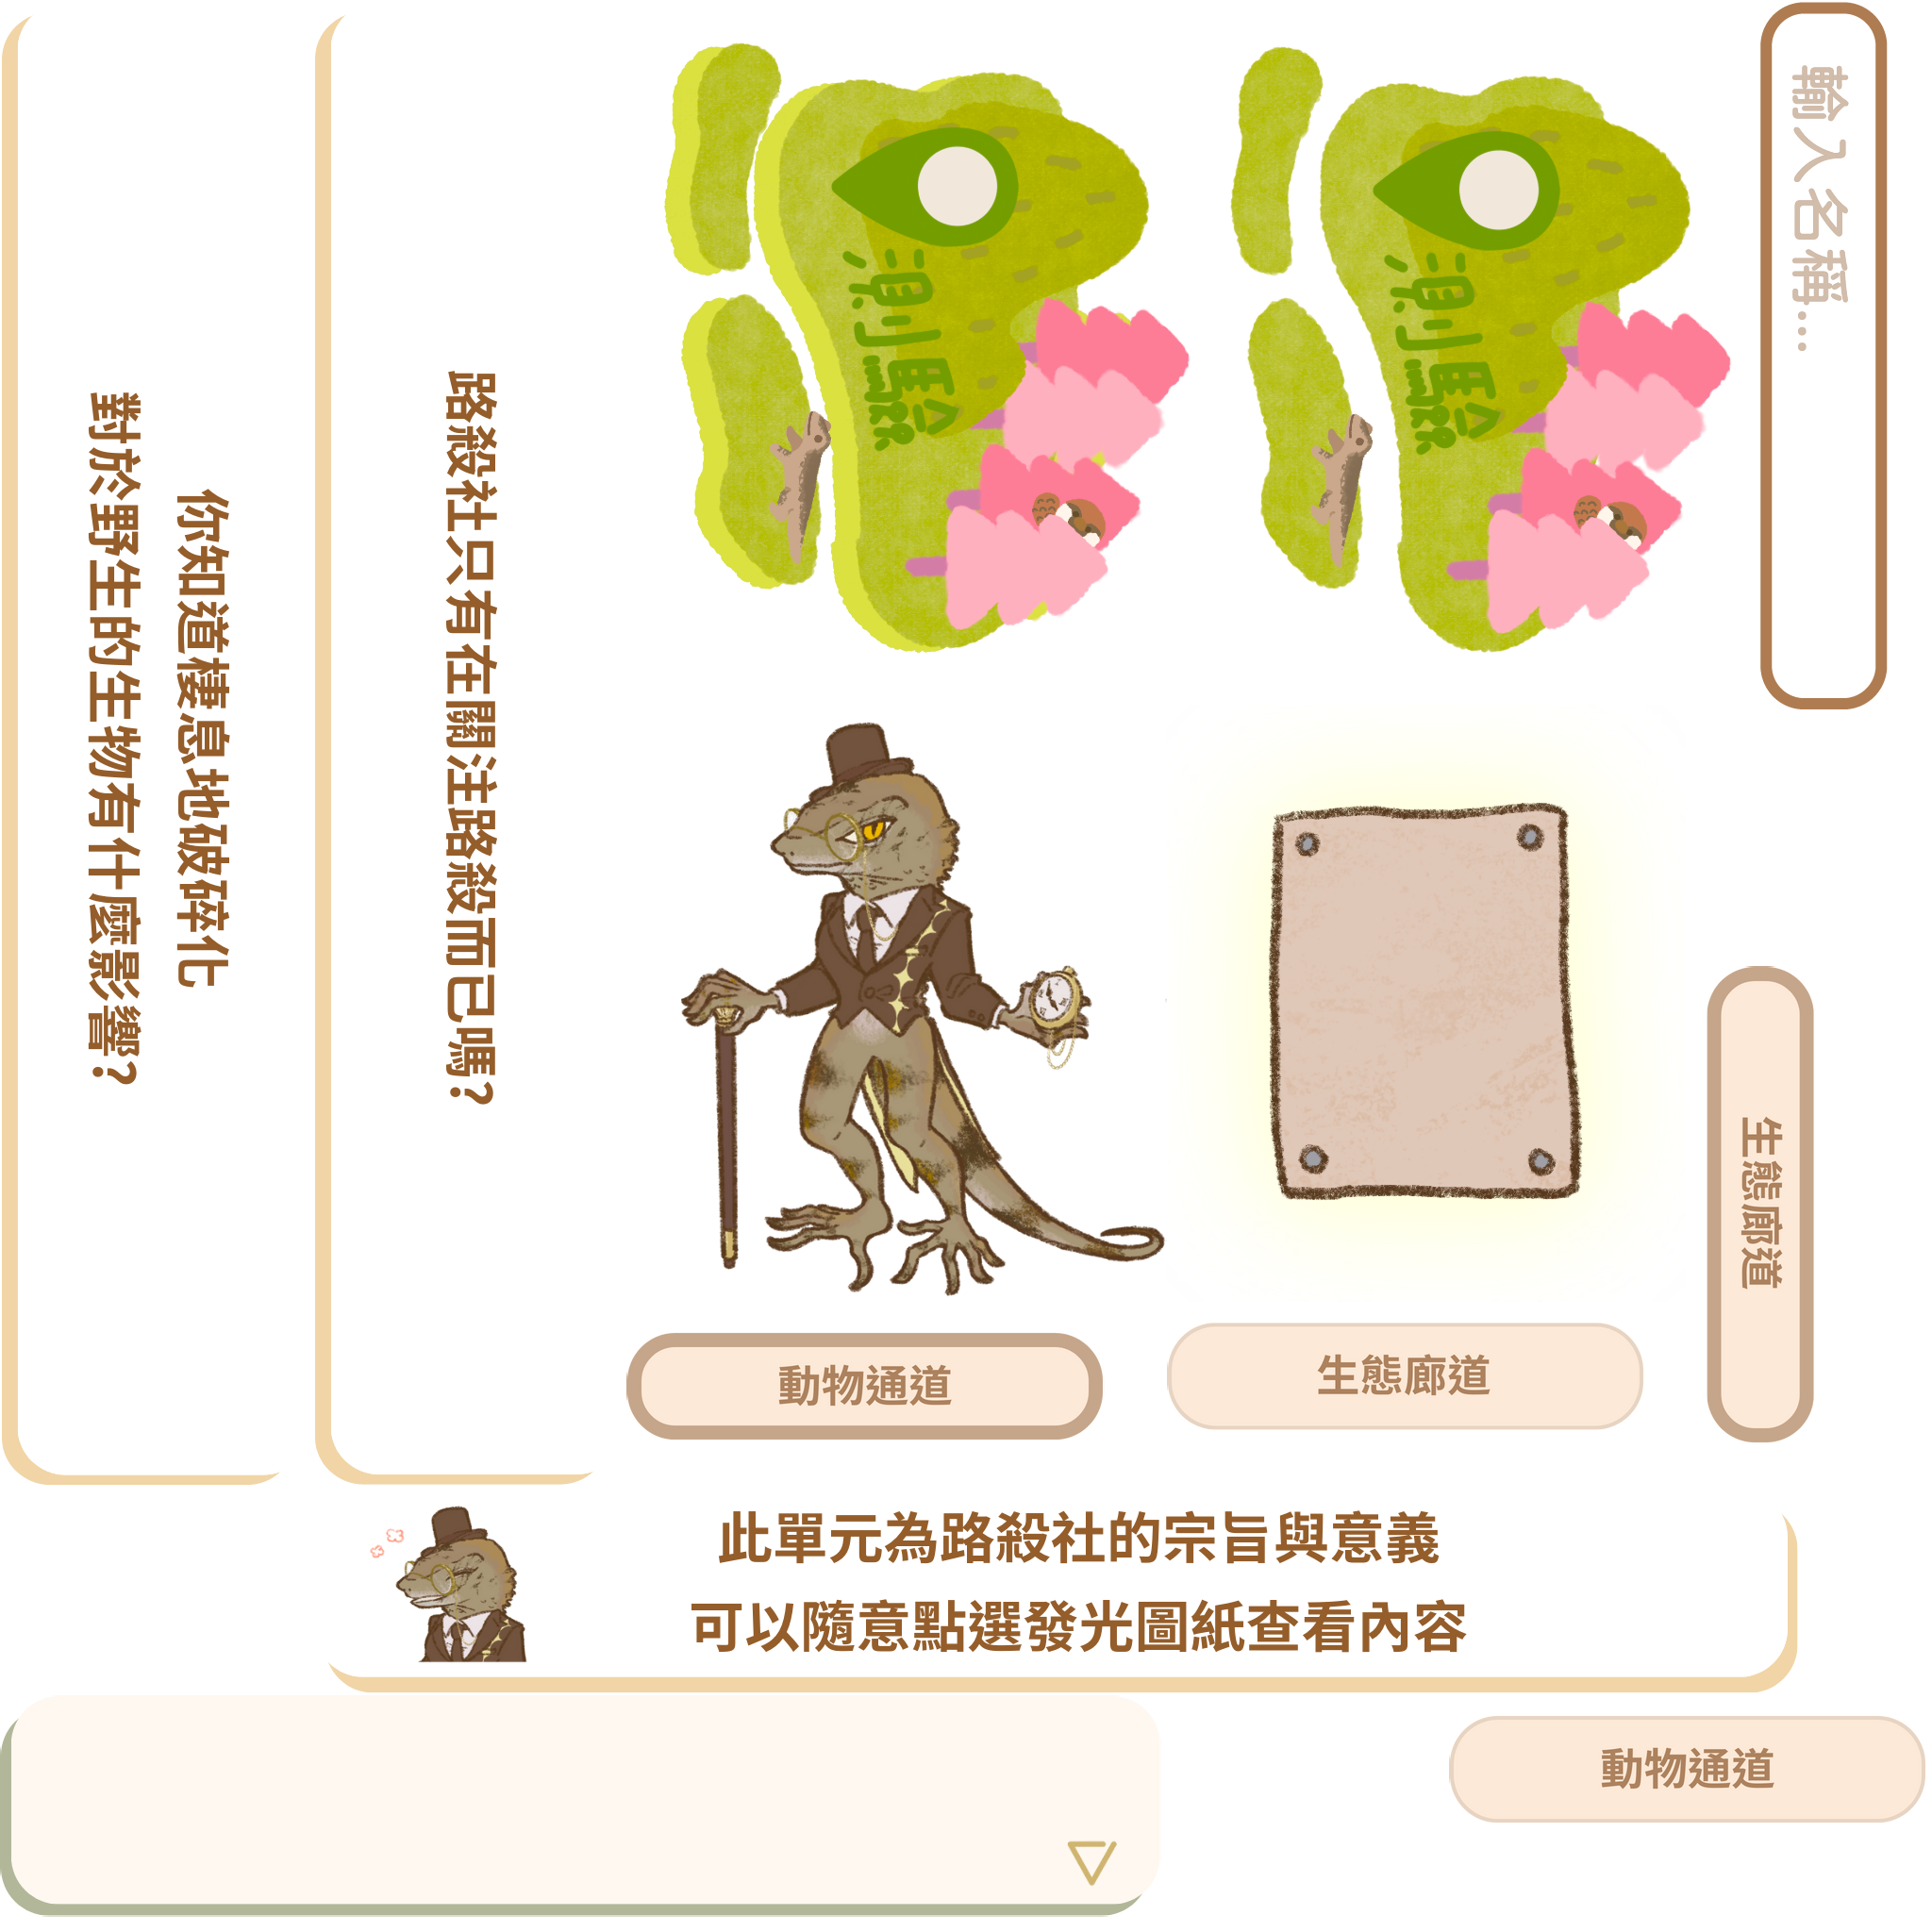 輸入名稱...
測驗
測驗
路殺社只有在關注路殺而已嗎?
你知道棲息地破碎化
對於野生的生物有什麼影響?
動物通道
生態廊道
生態廊道
此單元為路殺社的宗旨與意義
可以隨意點選發光圖紙查看內容
動物通道